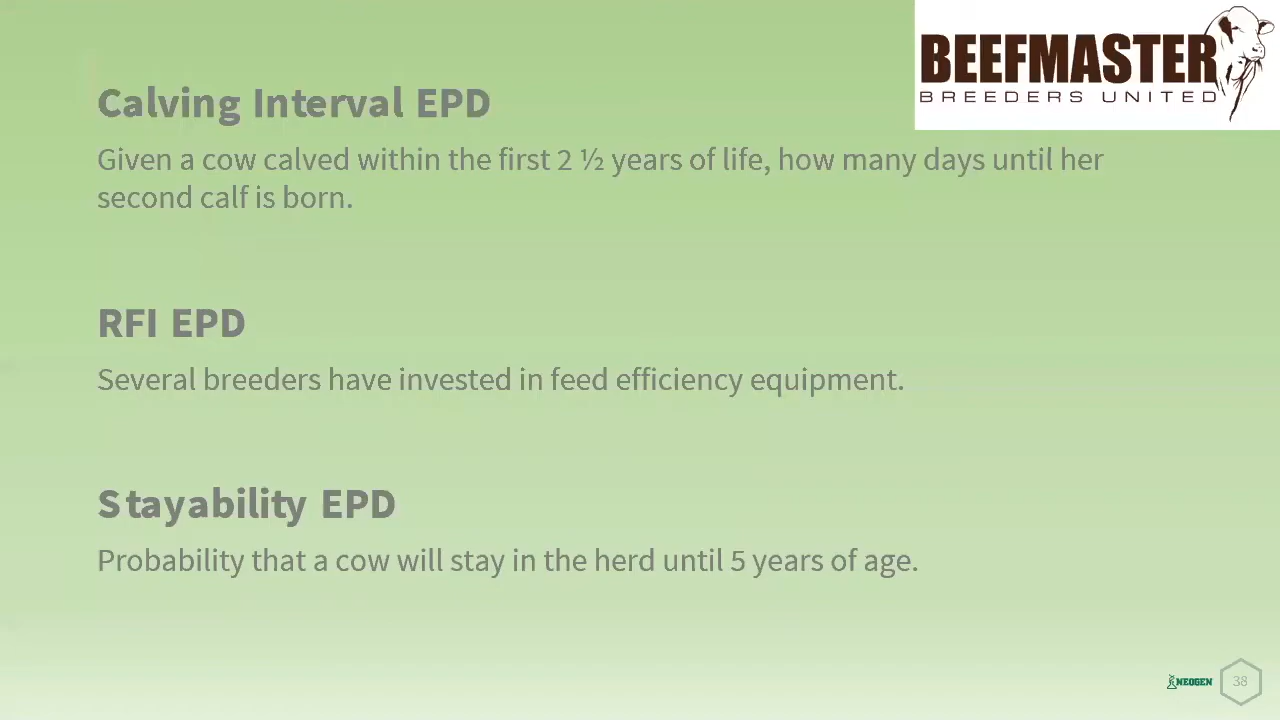 BEEFMASTER
BREEDERS UNITED
Calving Interval EPD
Given a cow calved within the first 2 ½ years of life, how many days until her
second calf is born.
RFI EPD
Several breeders have invested in feed efficiency equipment.
Stayability EPD
Probability that a cow will stay in the herd until 5 years of age.
NEOGEN
38